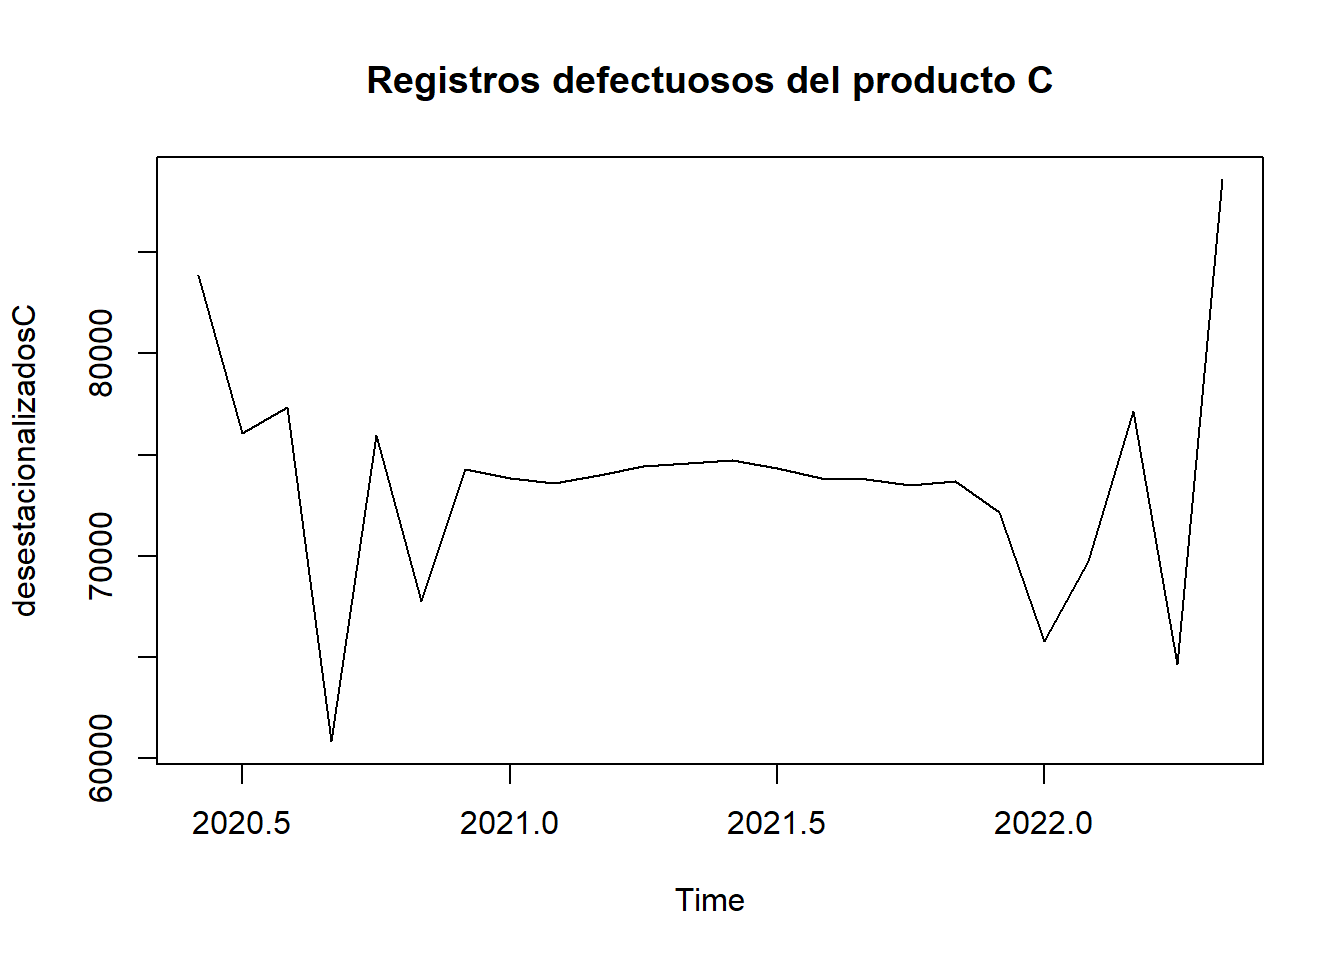 Registros defectuosos del producto C
desestacionalizadosC
80000
70000
60000
2020.5 2021.0 2021.5 2022.0
Time